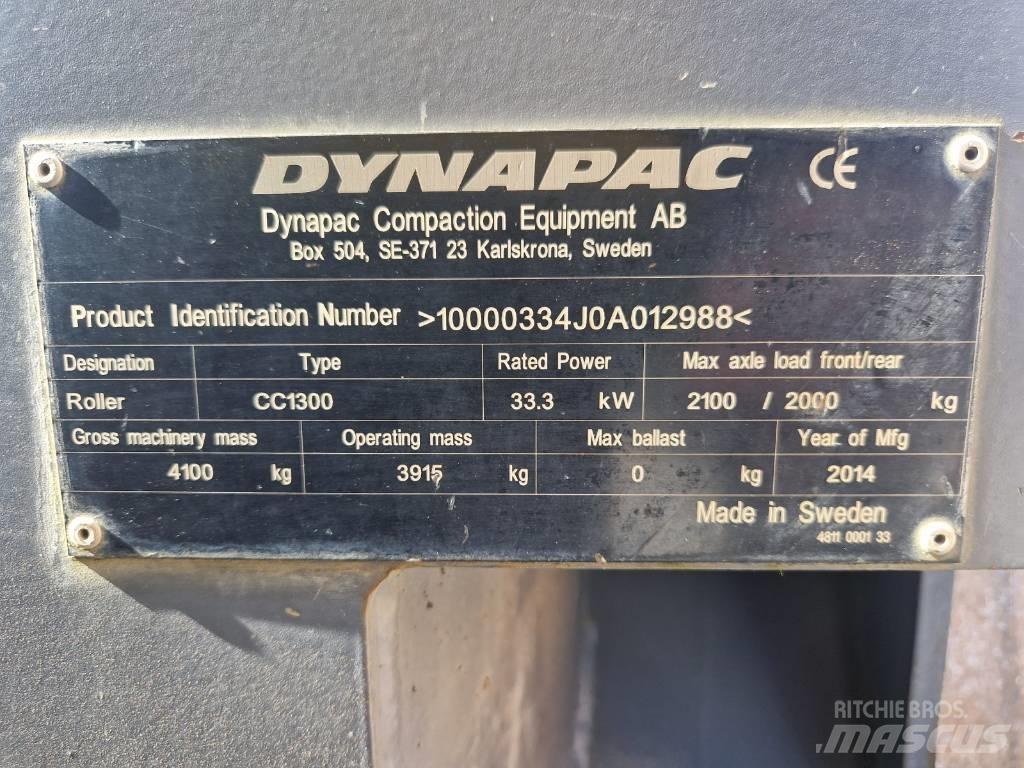 DYNAPAC CE
Dynapac Compaction Equipment AB
Box 504, SE-371 23 Karlskrona, Sweden
Product Identification Number >10000334J0A012988<
Designation Type Rated Power Max axle load front/rear
Roller CC1300 33.3 kW 2100 / 2000 kg
Gross machinery mass Operating mass Max ballast Year of Mfg
4100 kg 3915 kg 0 kg 2014
Made in Sweden
4811 0001 33
RITCHIE BROS.
MASCUS